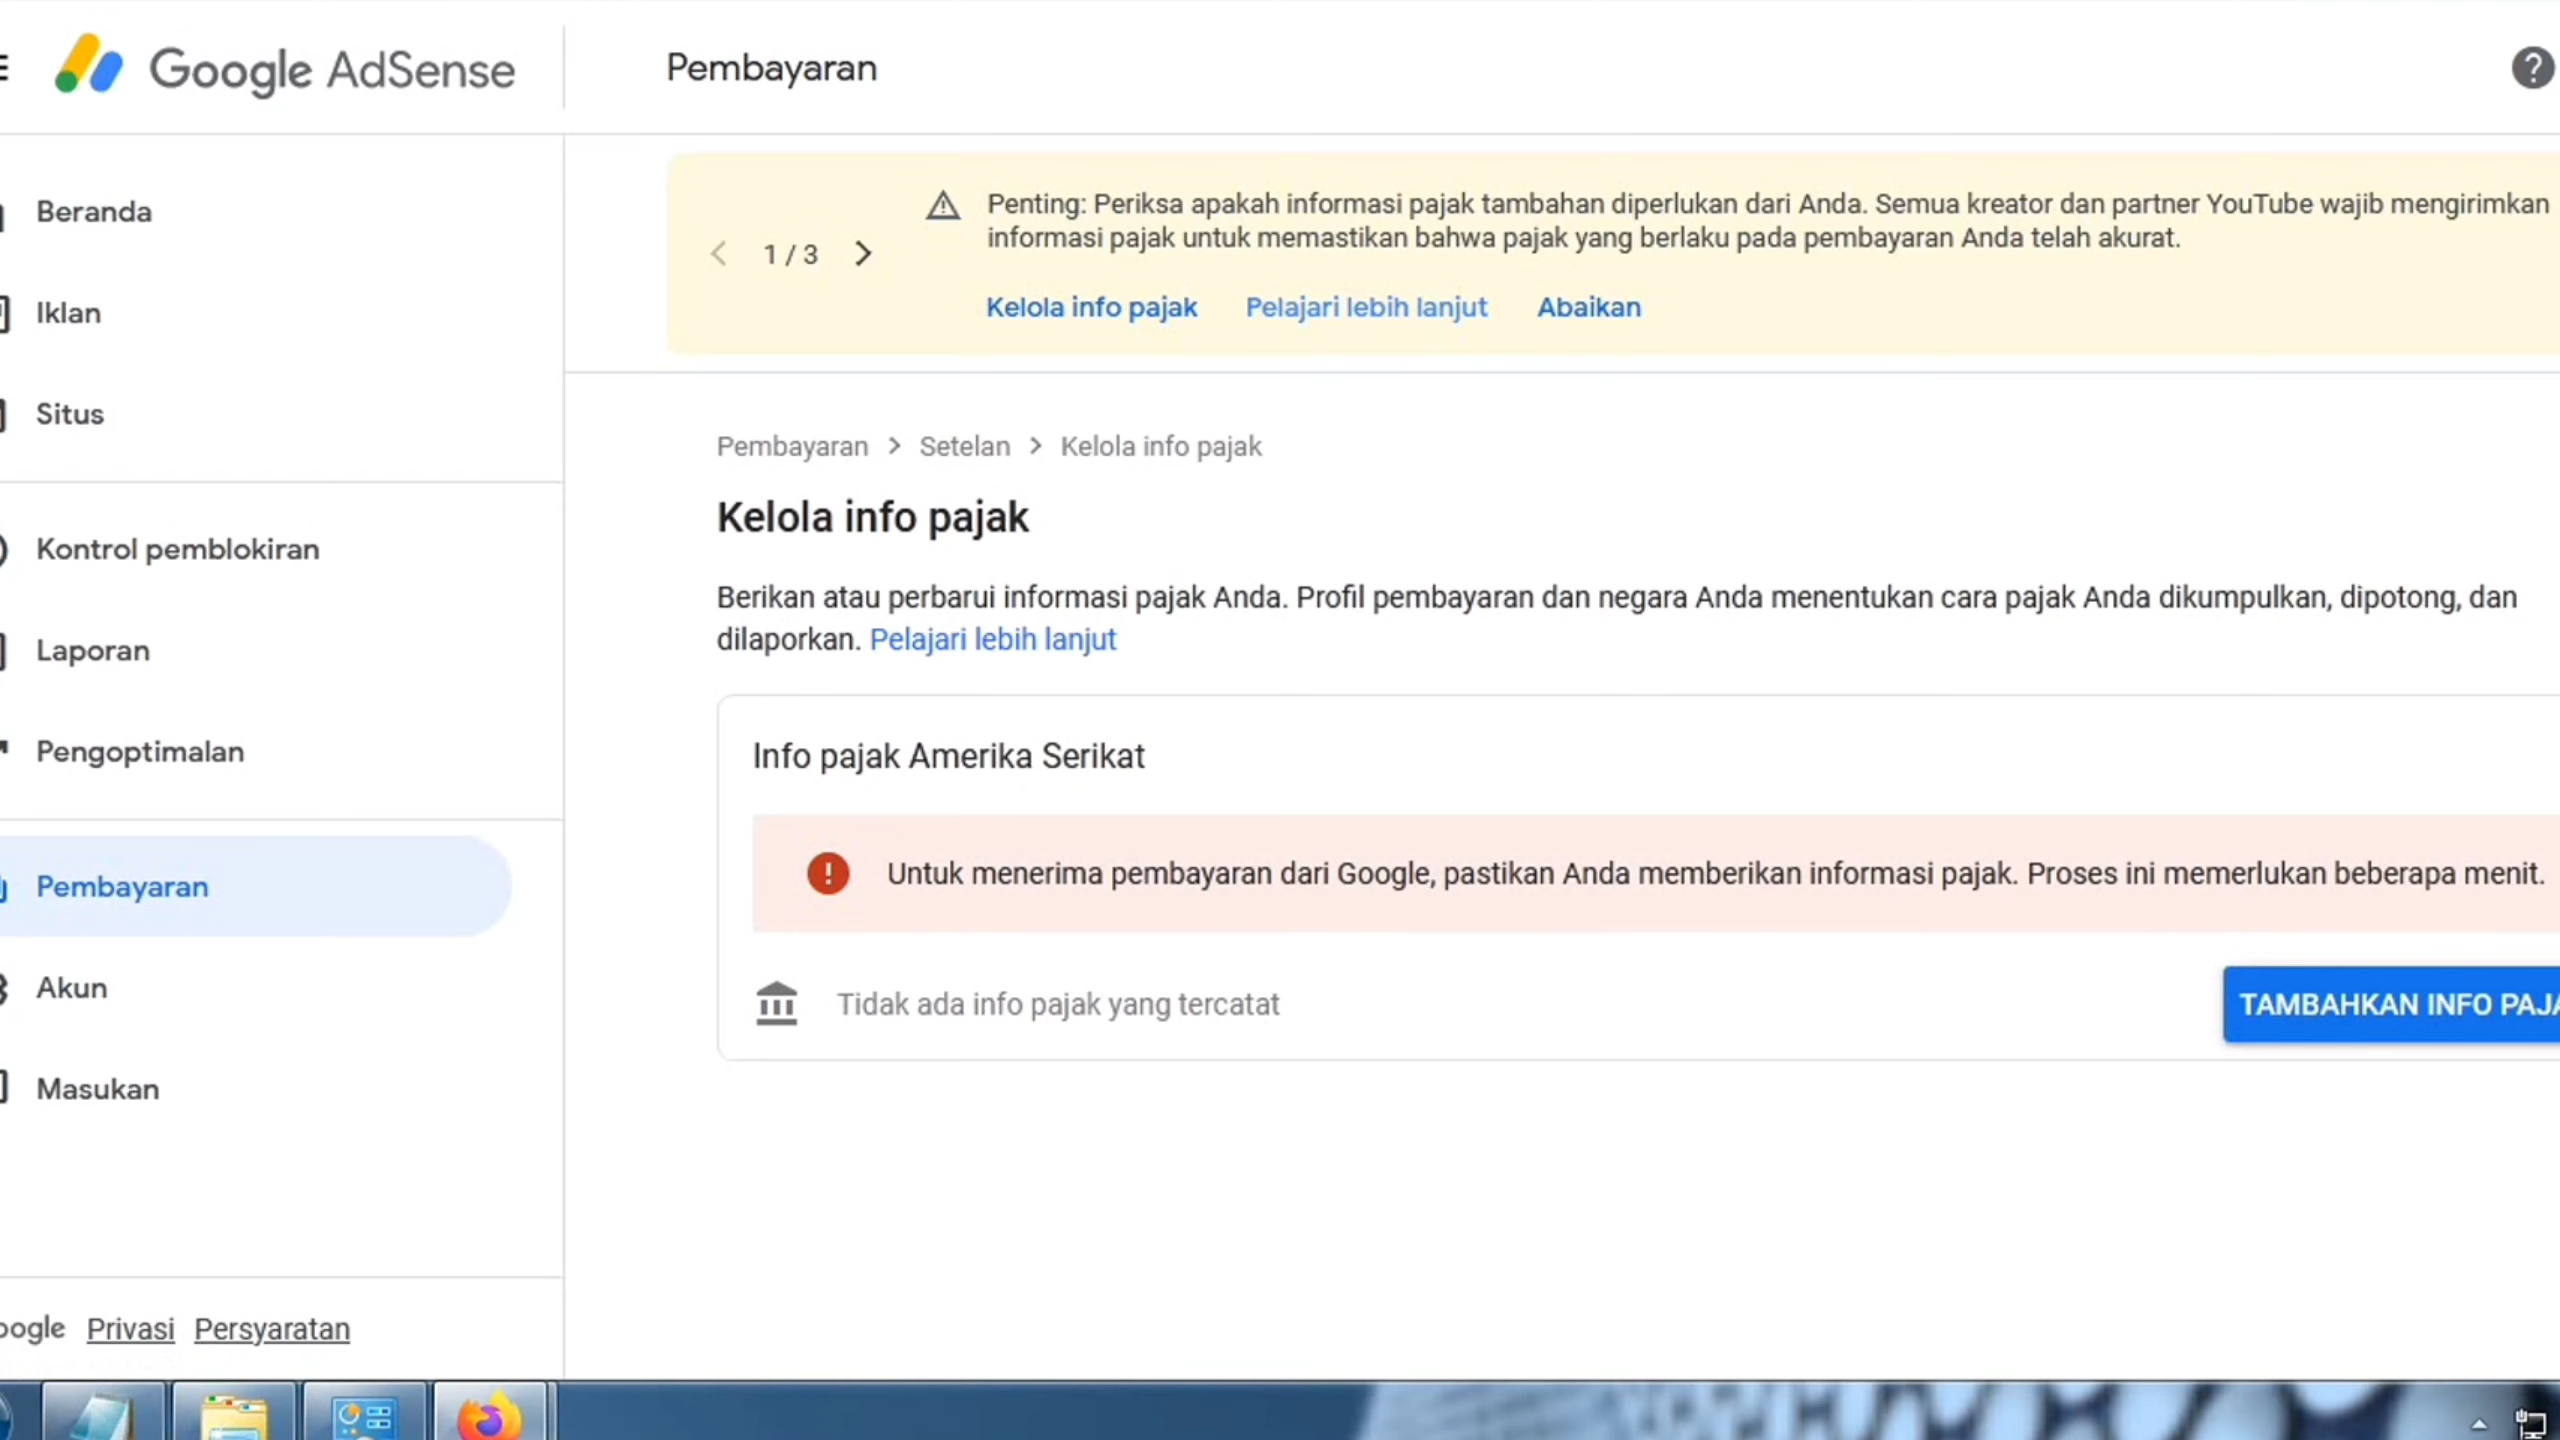 Google AdSense
Pembayaran
Beranda
Iklan
Situs
Kontrol pemblokiran
Laporan
Pengoptimalan
Pembayaran
Akun
Masukan
Privasi Persyaratan
1 / 3
Penting: Periksa apakah informasi pajak tambahan diperlukan dari Anda. Semua kreator dan partner YouTube wajib mengirimkan
informasi pajak untuk memastikan bahwa pajak yang berlaku pada pembayaran Anda telah akurat.
Kelola info pajak Pelajari lebih lanjut Abaikan
Pembayaran > Setelan > Kelola info pajak
Kelola info pajak
Berikan atau perbarui informasi pajak Anda. Profil pembayaran dan negara Anda menentukan cara pajak Anda dikumpulkan, dipotong, dan
dilaporkan. Pelajari lebih lanjut
Info pajak Amerika Serikat
Untuk menerima pembayaran dari Google, pastikan Anda memberikan informasi pajak. Proses ini memerlukan beberapa menit.
Tidak ada info pajak yang tercatat
TAMBAHKAN INFO